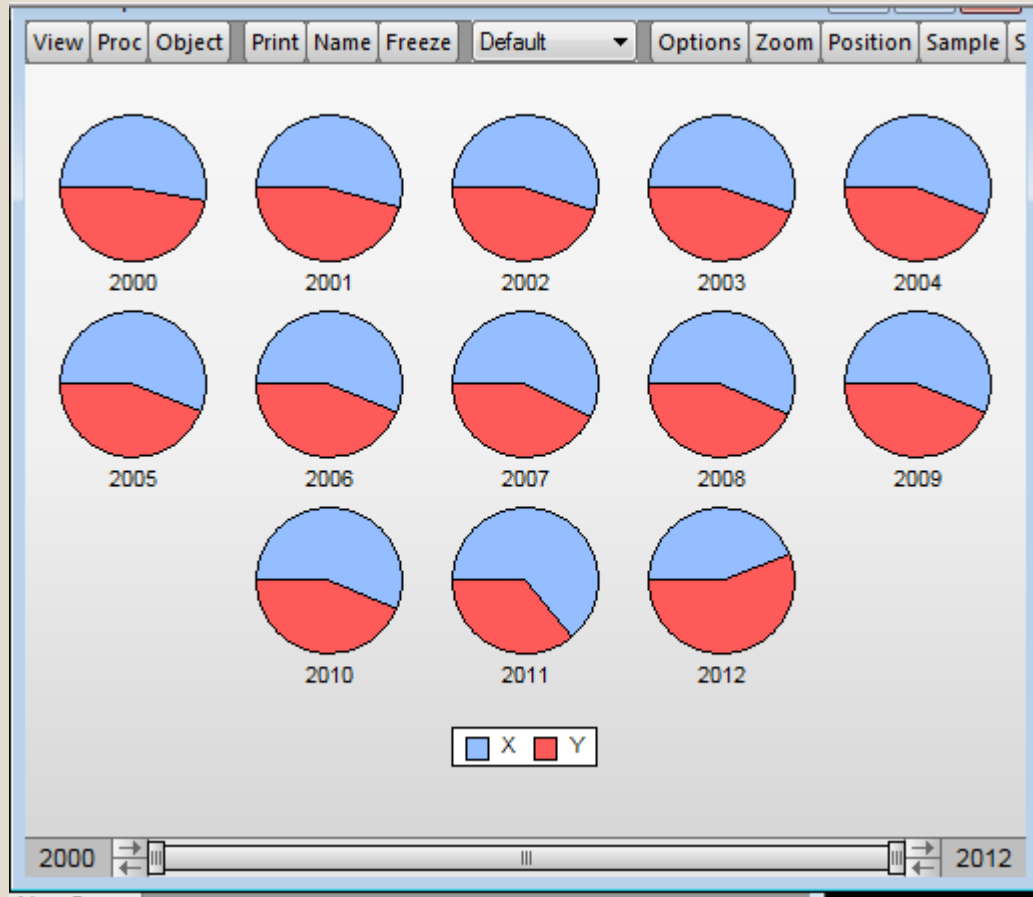 View Proc Object Print Name Freeze Default Options Zoom Position Sample S
2000 2001 2002 2003 2004
2005 2006 2007 2008 2009
2010 2011 2012
X Y
2000 2012